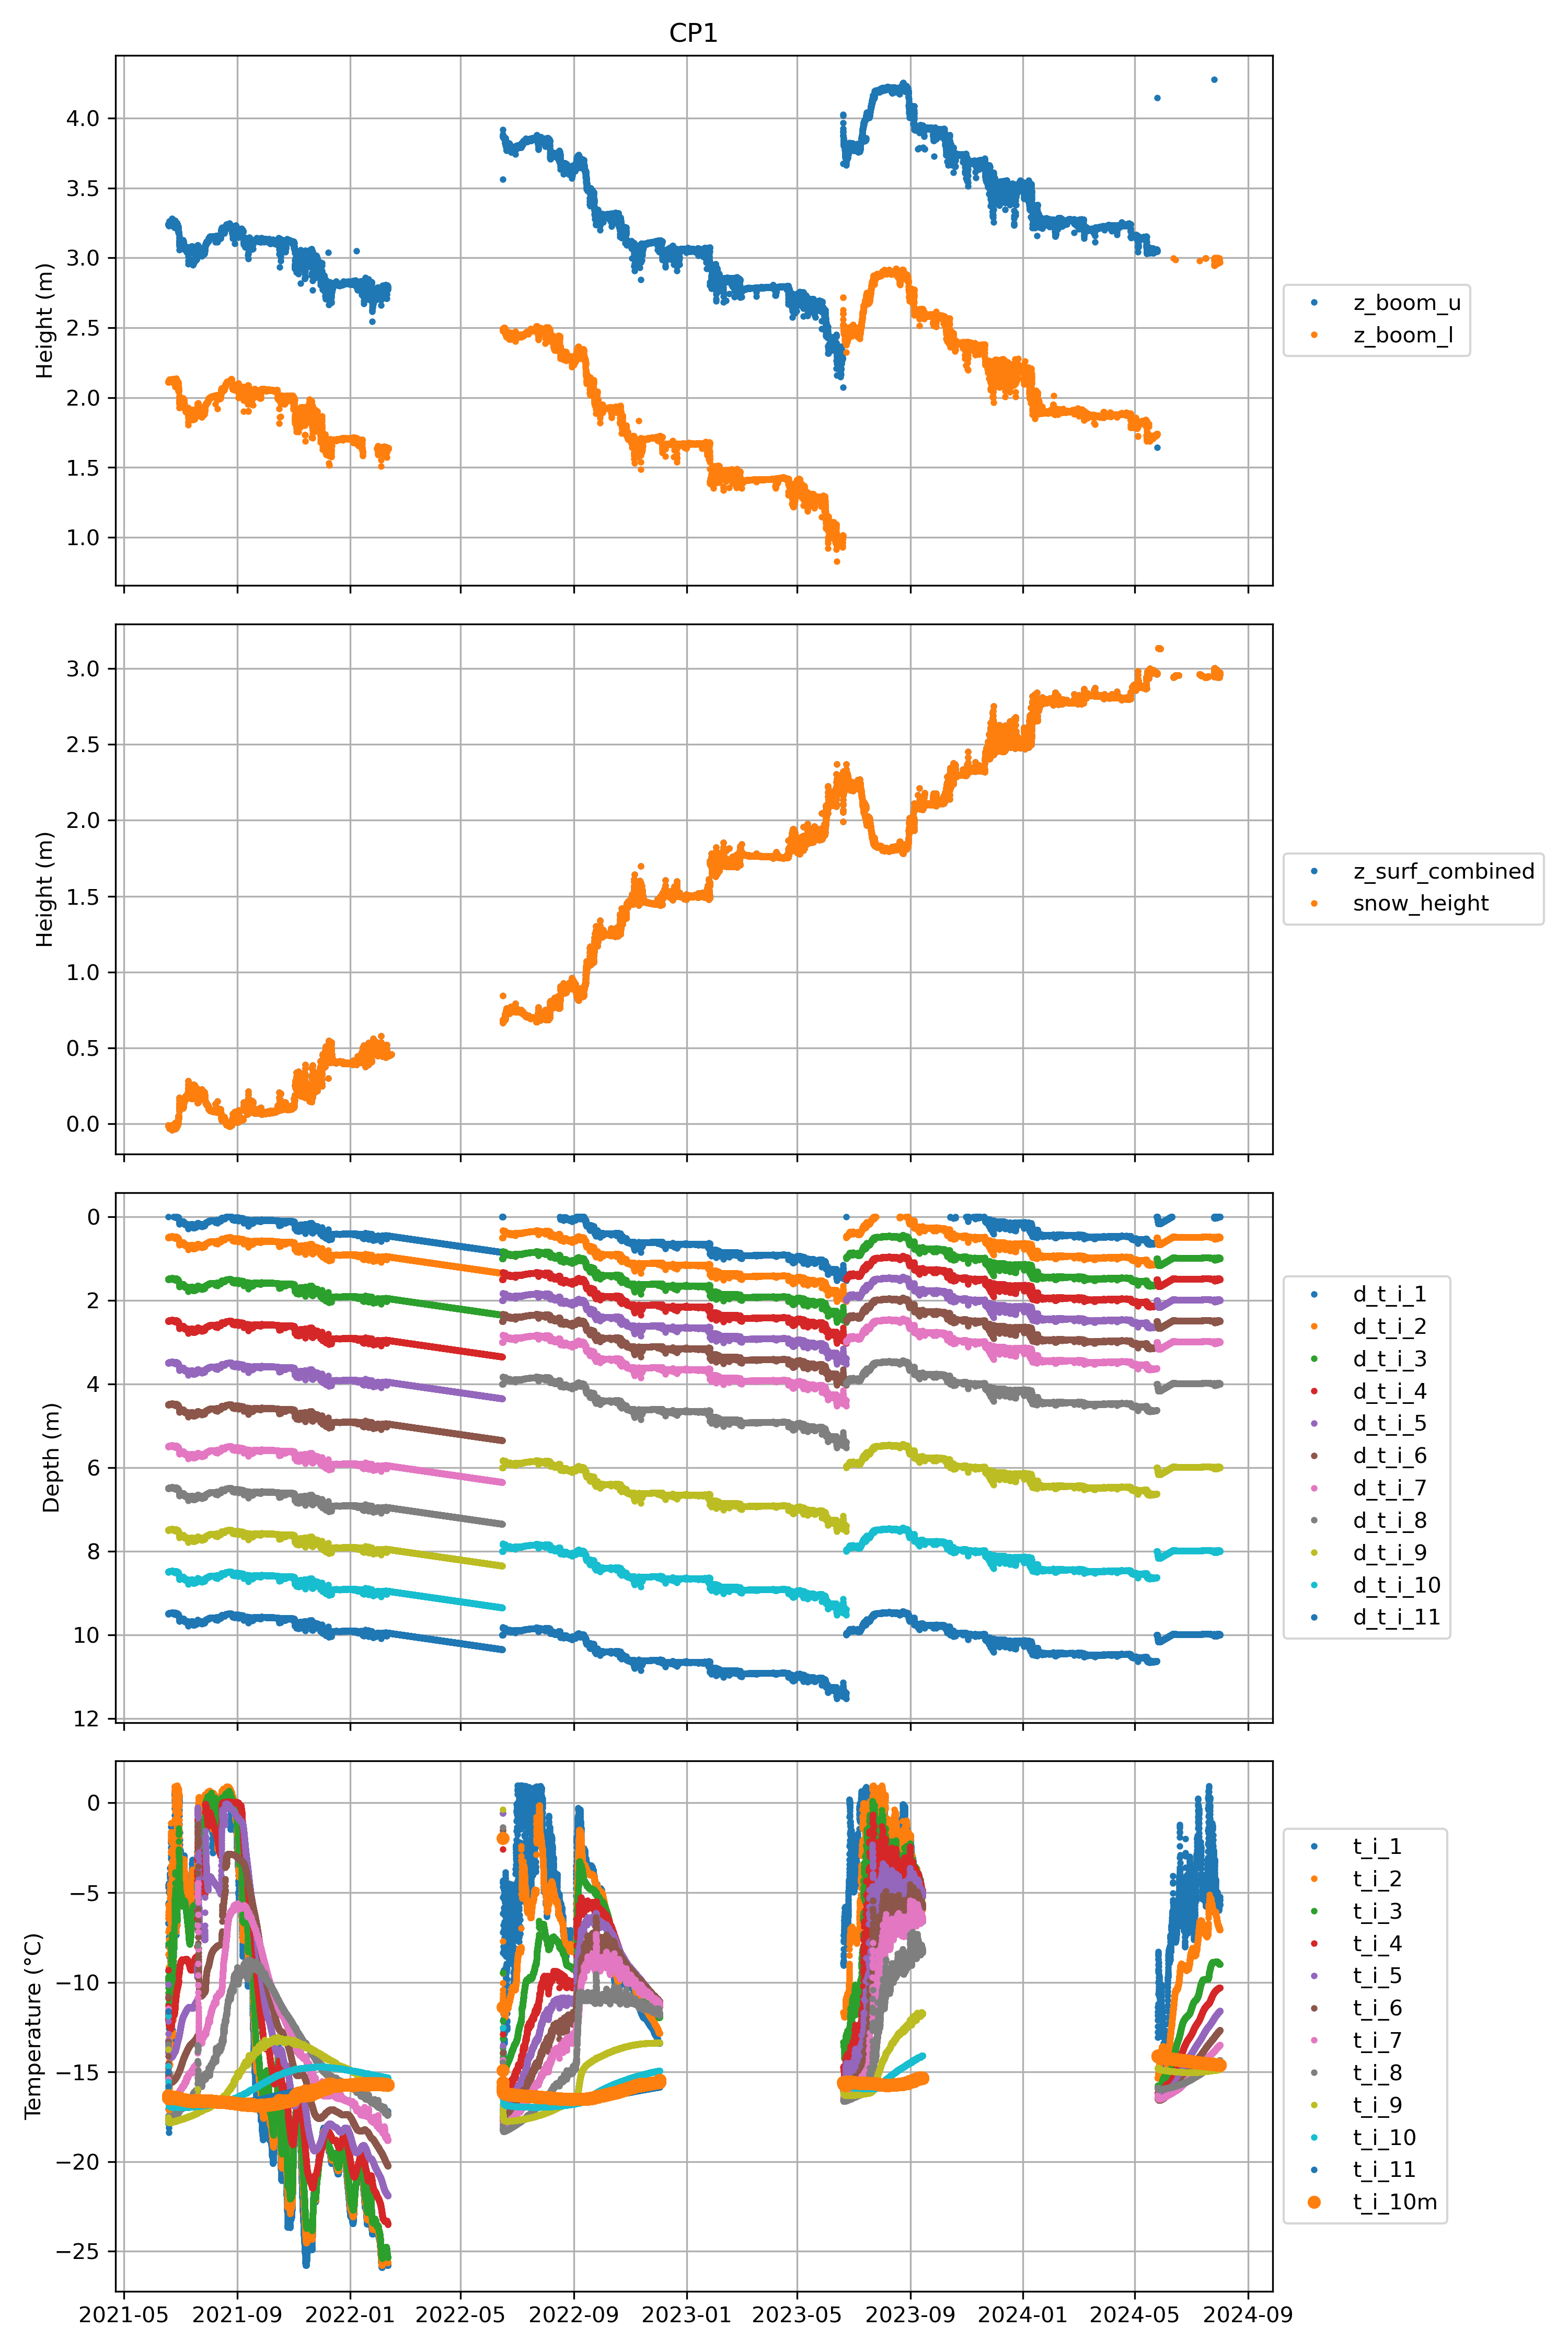 CP1
4.0
3.5
3.0
2.5
2.0
1.5
1.0
Height (m)
z_boom_u
z_boom_l
3.0
2.5
2.0
1.5
1.0
0.5
0.0
Height (m)
z_surf_combined
snow_height
0
2
4
6
8
10
12
Depth (m)
d_t_i_1
d_t_i_2
d_t_i_3
d_t_i_4
d_t_i_5
d_t_i_6
d_t_i_7
d_t_i_8
d_t_i_9
d_t_i_10
d_t_i_11
0
−5
−10
−15
−20
−25
Temperature (°C)
t_i_1
t_i_2
t_i_3
t_i_4
t_i_5
t_i_6
t_i_7
t_i_8
t_i_9
t_i_10
t_i_11
t_i_10m
2021-05 2021-09 2022-01 2022-05 2022-09 2023-01 2023-05 2023-09 2024-01 2024-05 2024-09